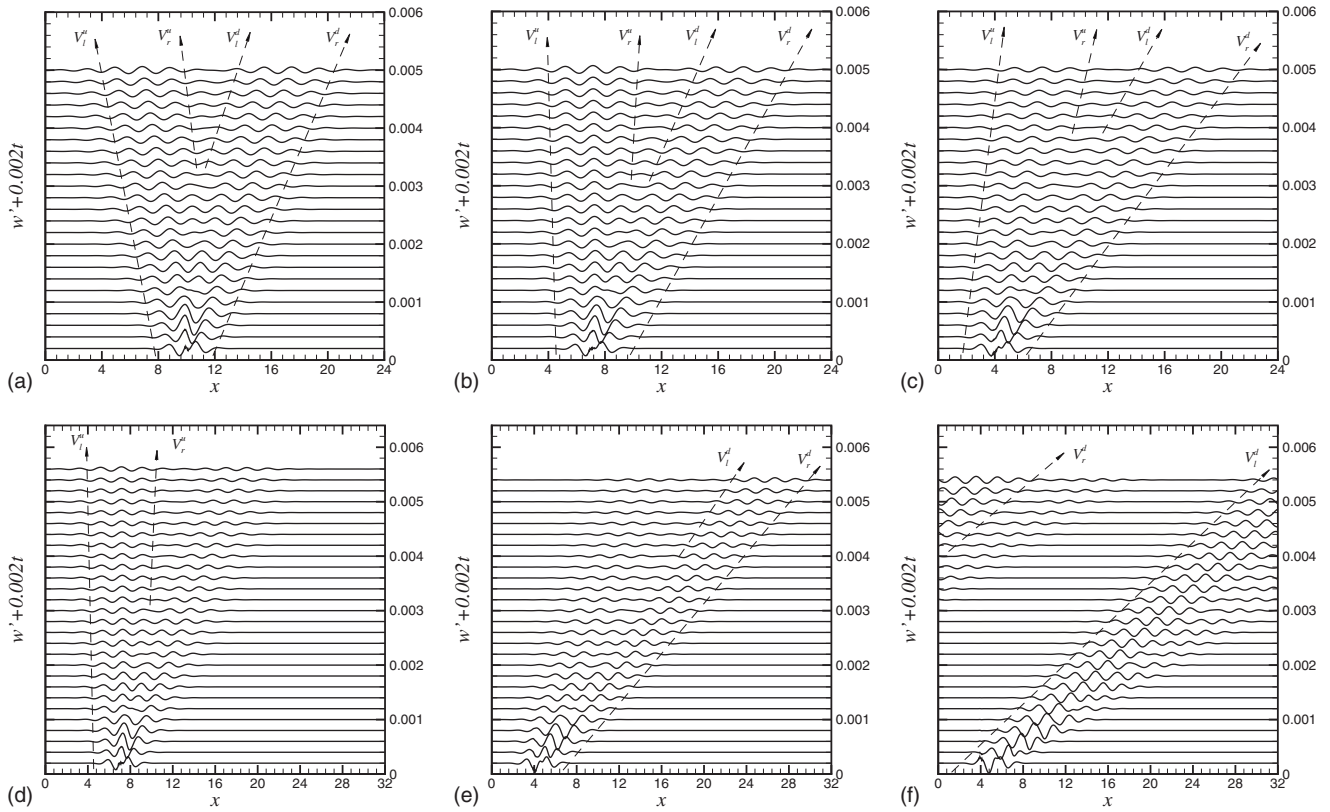 V_l^u V_r^u V_l^d V_r^d
0.006
0.005
0.004
0.003
0.002
0.001
0
w'+0.002t
0 4 8 12 16 20 24
(a) x
V_l^u V_r^u V_l^d V_r^d
0.006
0.005
0.004
0.003
0.002
0.001
0
w'+0.002t
0 4 8 12 16 20 24
(b) x
V_l^u V_r^u V_l^d V_r^d
0.006
0.005
0.004
0.003
0.002
0.001
0
w'+0.002t
0 4 8 12 16 20 24
(c) x
V_l^u V_r^u
0.006
0.005
0.004
0.003
0.002
0.001
0
w'+0.002t
0 4 8 12 16 20 24 28 32
(d) x
V_l^d V_r^d
0.006
0.005
0.004
0.003
0.002
0.001
0
w'+0.002t
0 4 8 12 16 20 24 28 32
(e) x
V_r^d V_l^d
0.006
0.005
0.004
0.003
0.002
0.001
0
w'+0.002t
0 4 8 12 16 20 24 28 32
(f) x